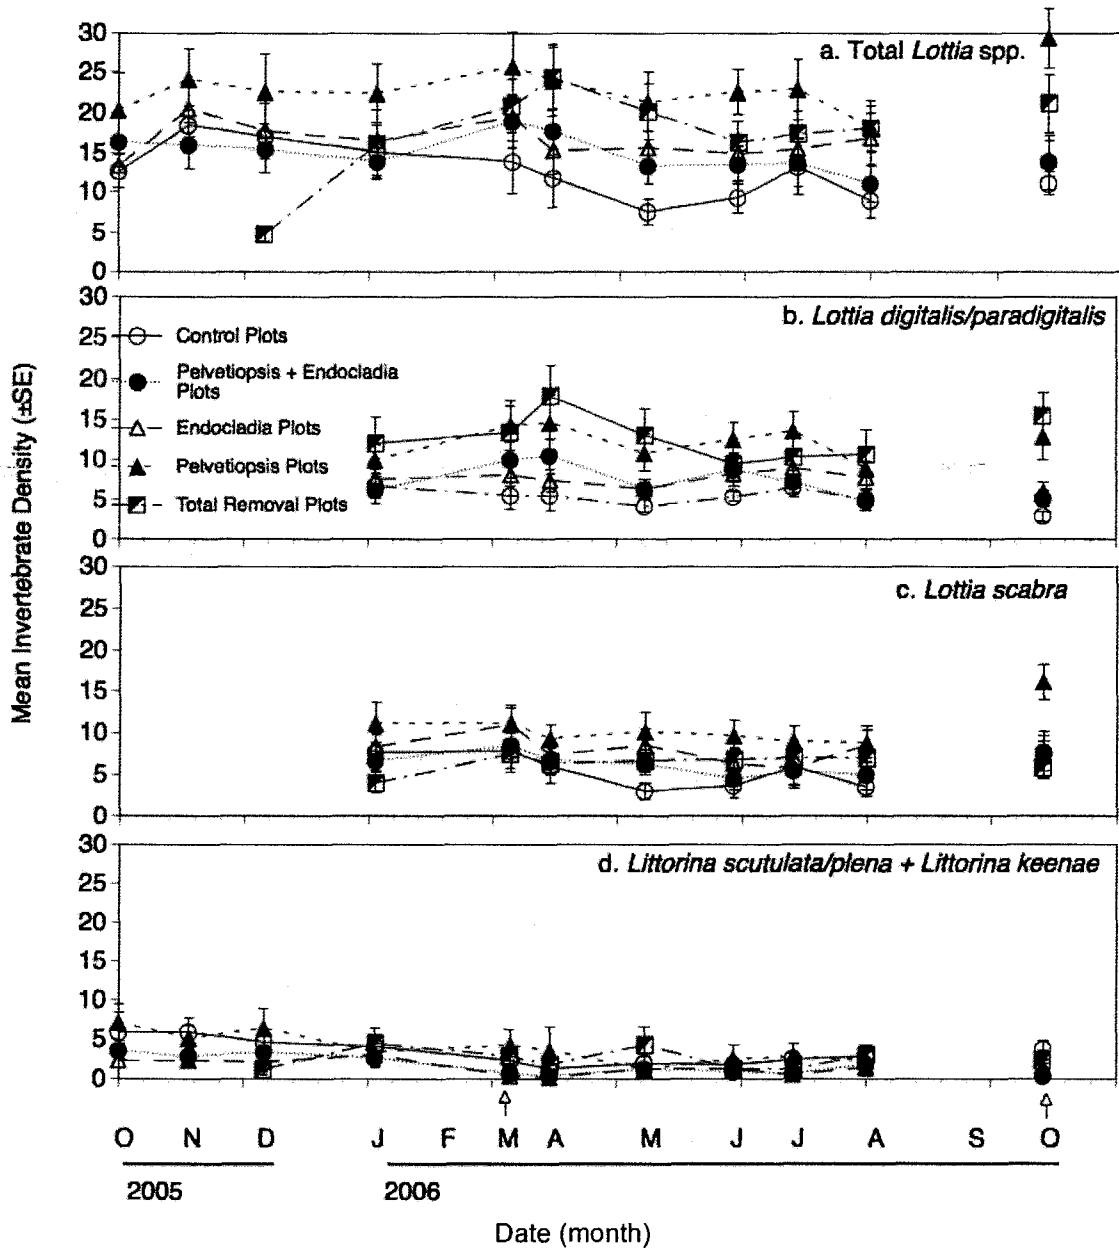 30
25
20
15
10
5
0
a. Total Lottia spp.
30
25
20
15
10
5
0
b. Lottia digitalis/paradigitalis
Control Plots
Pelvetiopsis + Endocladia
Plots
Endocladia Plots
Pelvetiopsis Plots
Total Removal Plots
Mean Invertebrate Density (±SE)
30
25
20
15
10
5
0
c. Lottia scabra
30
25
20
15
10
5
0
d. Littorina scutulata/plena + Littorina keenae
O N D J F M A M J J A S O
2005 2006
Date (month)